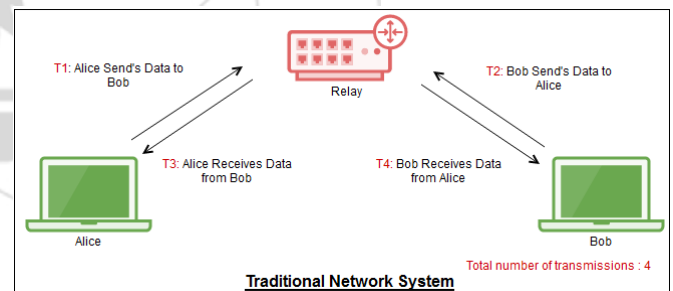 T1: Alice Send's Data to
Bob
T2: Bob Send's Data to
Alice
Relay
T3: Alice Receives Data
from Bob
T4: Bob Receives Data
from Alice
Alice
Bob
Total number of transmissions : 4
Traditional Network System